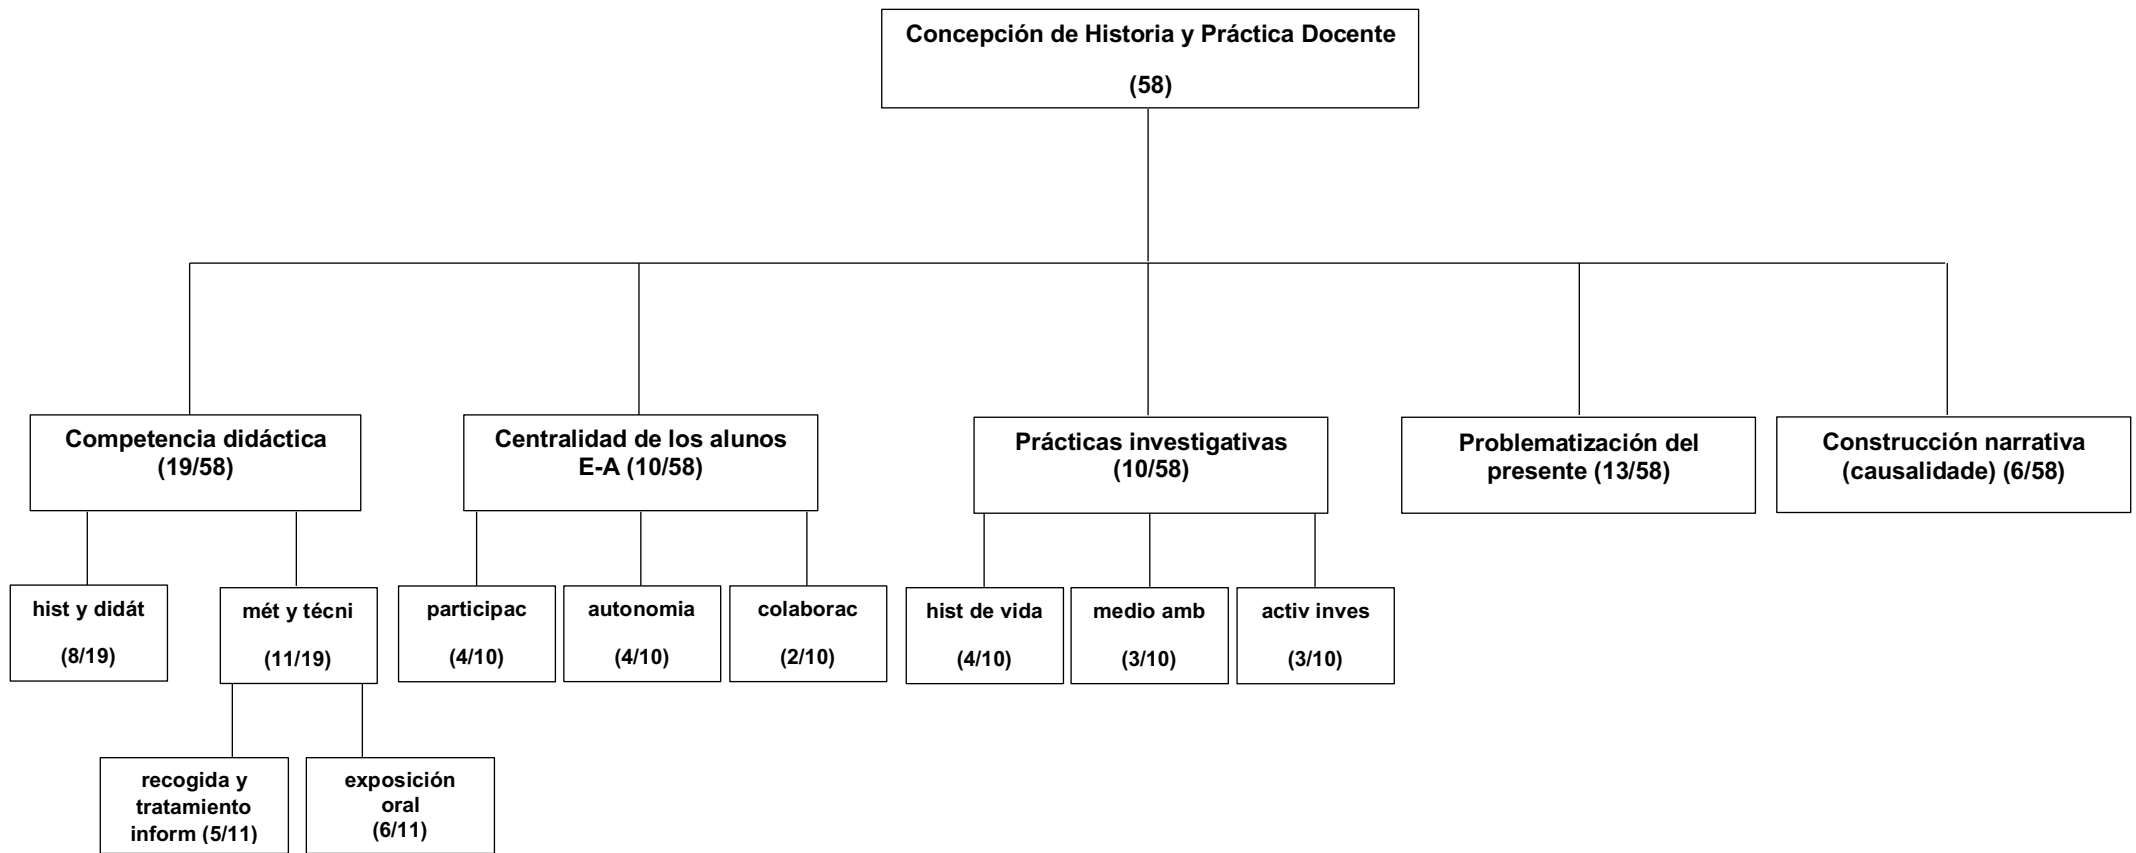 Concepción de Historia y Práctica Docente
(58)
Competencia didáctica
(19/58)
Centralidad de los alunos
E-A (10/58)
Prácticas investigativas
(10/58)
Problematización del
presente (13/58)
Construcción narrativa
(causalidade) (6/58)
hist y didát
(8/19)
mét y técni
(11/19)
participac
(4/10)
autonomia
(4/10)
colaborac
(2/10)
hist de vida
(4/10)
medio amb
(3/10)
activ inves
(3/10)
recogida y
tratamiento
inform (5/11)
exposición
oral
(6/11)